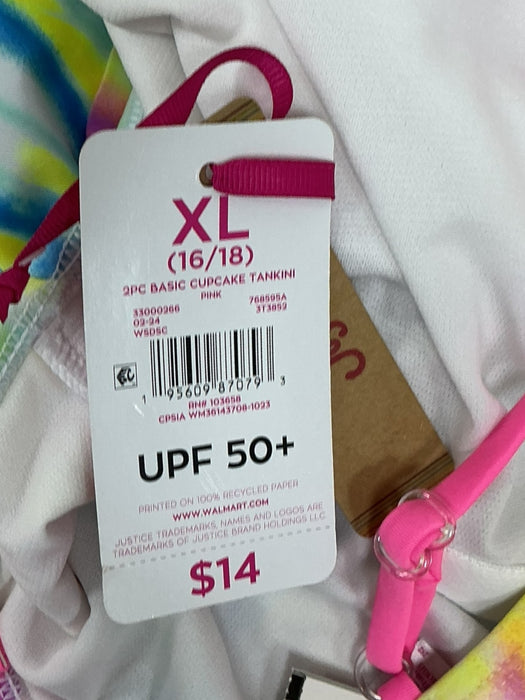 XL
(16/18)
2PC BASIC CUPCAKE TANKINI
PINK
33000266 768595A
02-24 3T3852
WSDSC
1 95609 87079 3
RN# 103658
CPSIA WM36143708-1023
UPF 50+
PRINTED ON 100% RECYCLED PAPER
WWW.WALMART.COM
JUSTICE TRADEMARKS, NAMES AND LOGOS ARE
TRADEMARKS OF JUSTICE BRAND HOLDINGS LLC
$14